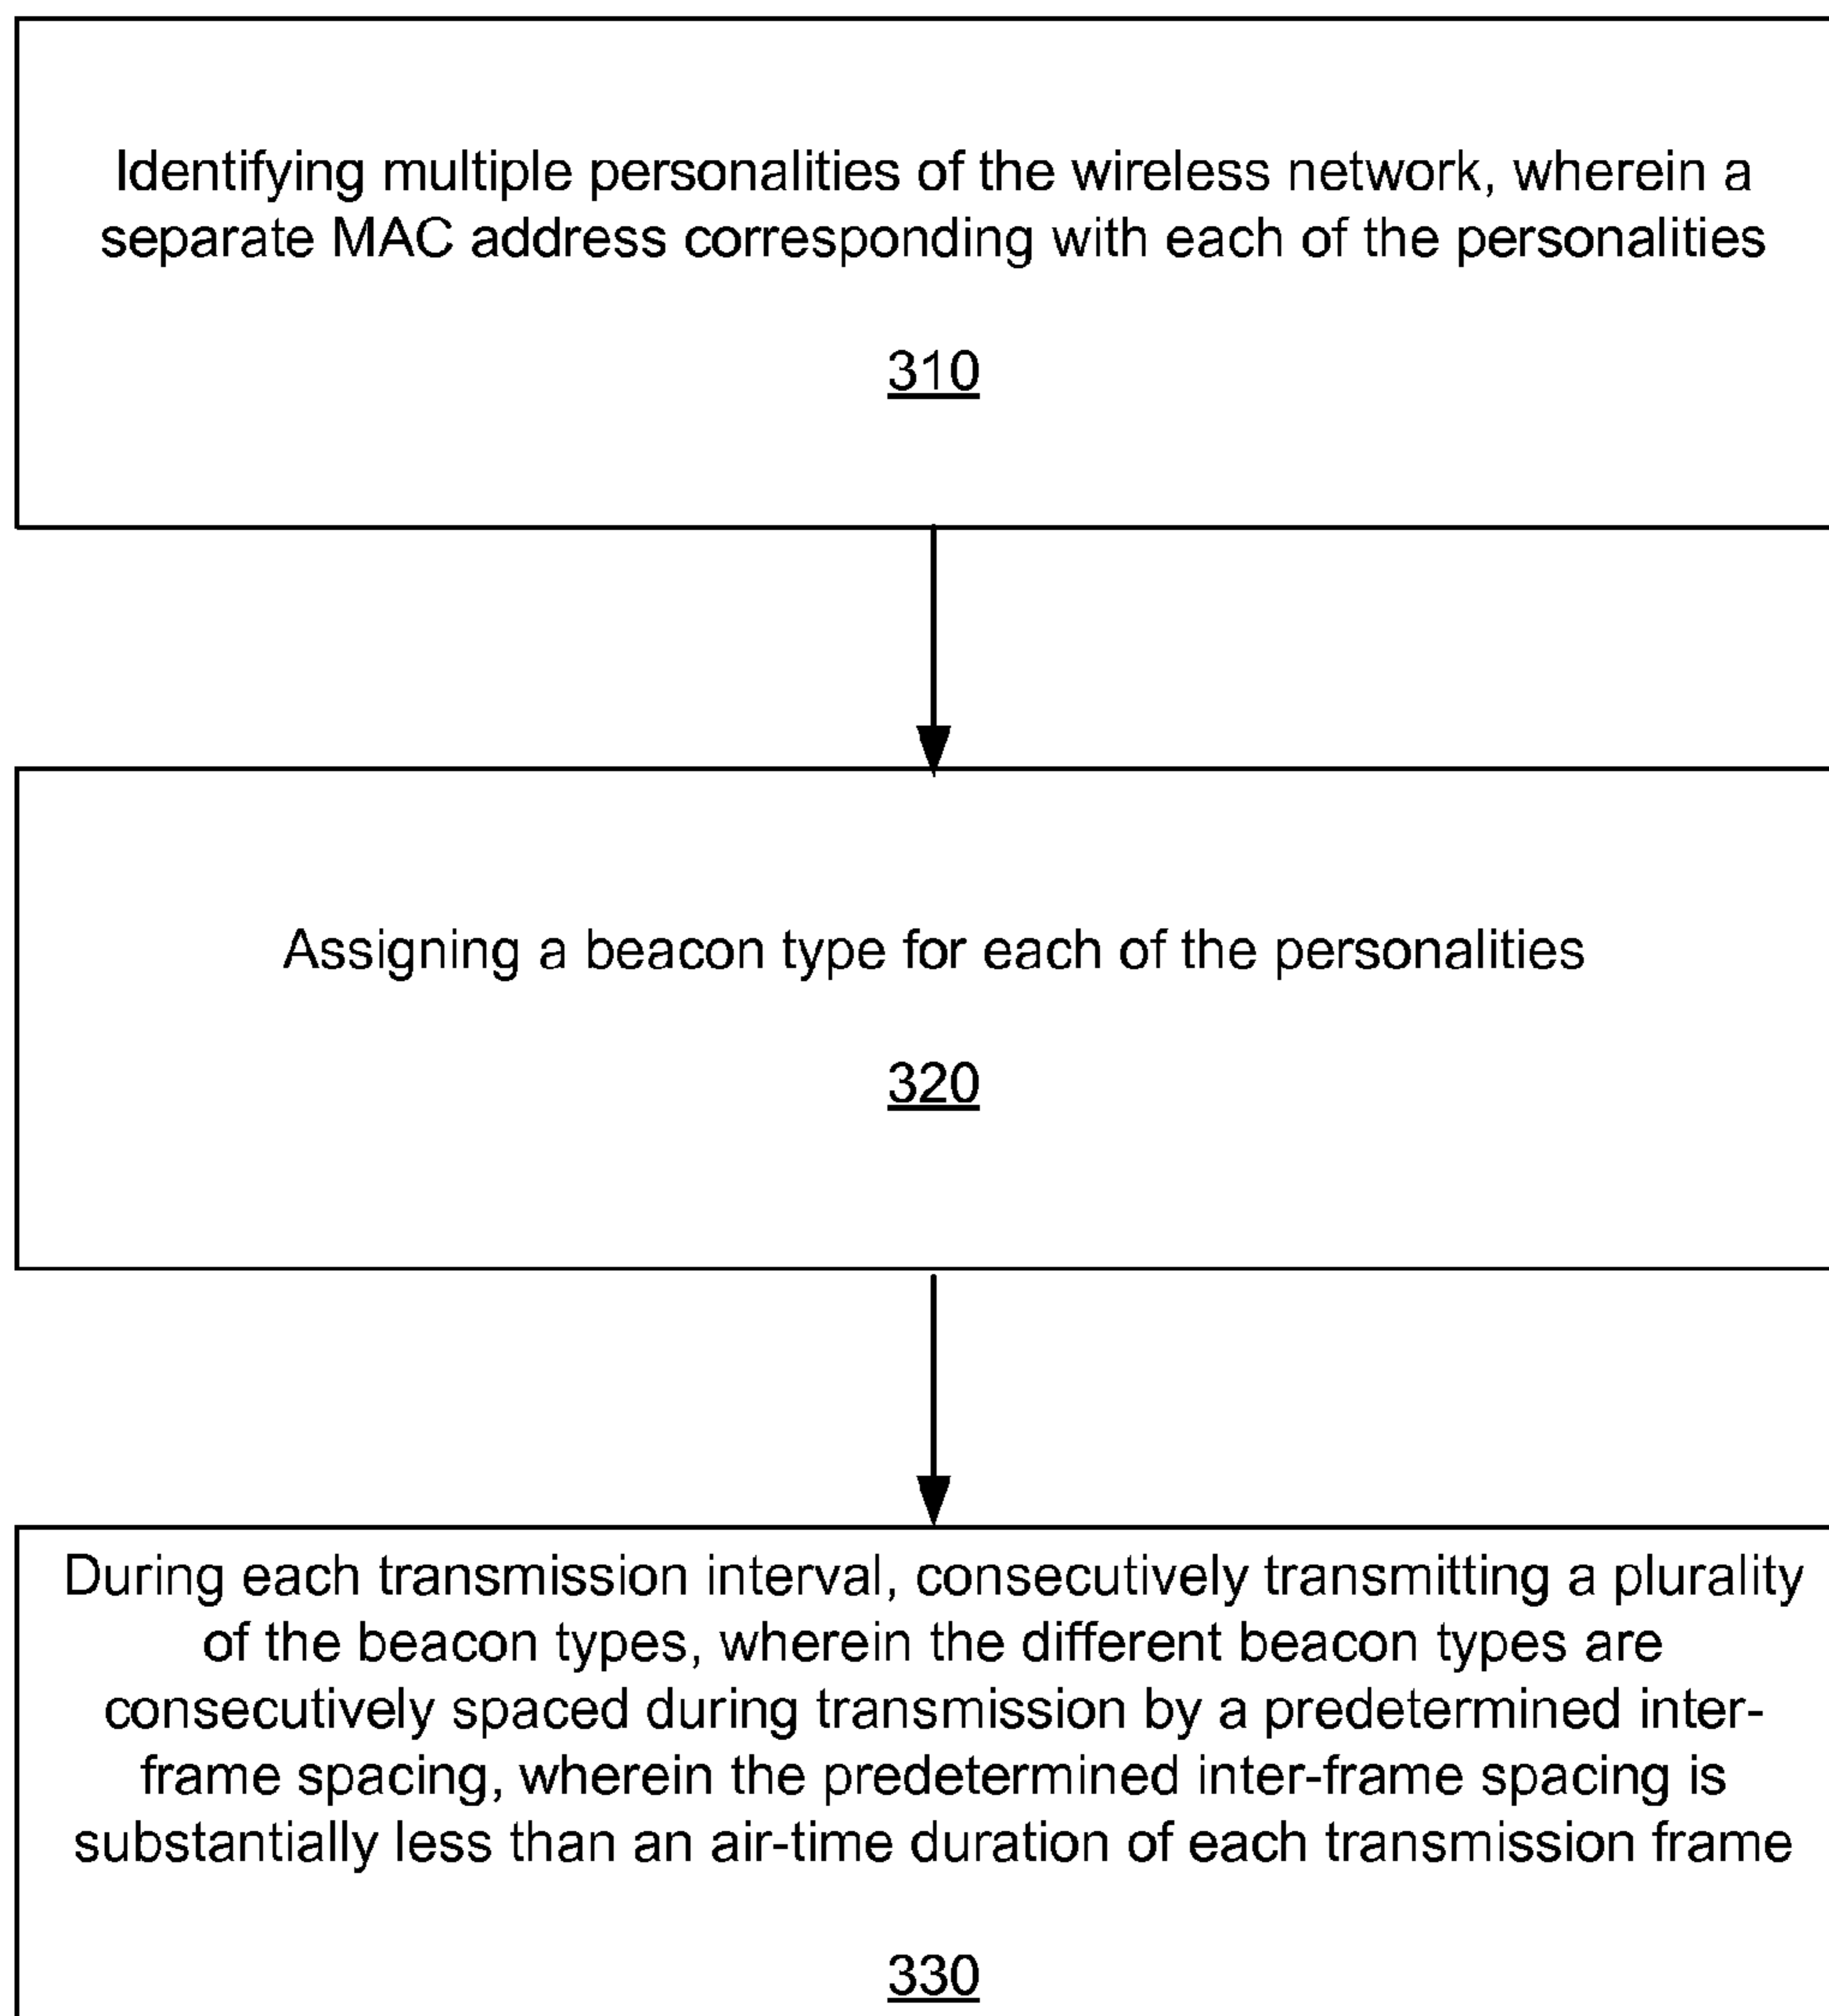 Identifying multiple personalities of the wireless network, wherein a
separate MAC address corresponding with each of the personalities
310
Assigning a beacon type for each of the personalities
320
During each transmission interval, consecutively transmitting a plurality
of the beacon types, wherein the different beacon types are
consecutively spaced during transmission by a predetermined inter-
frame spacing, wherein the predetermined inter-frame spacing is
substantially less than an air-time duration of each transmission frame
330